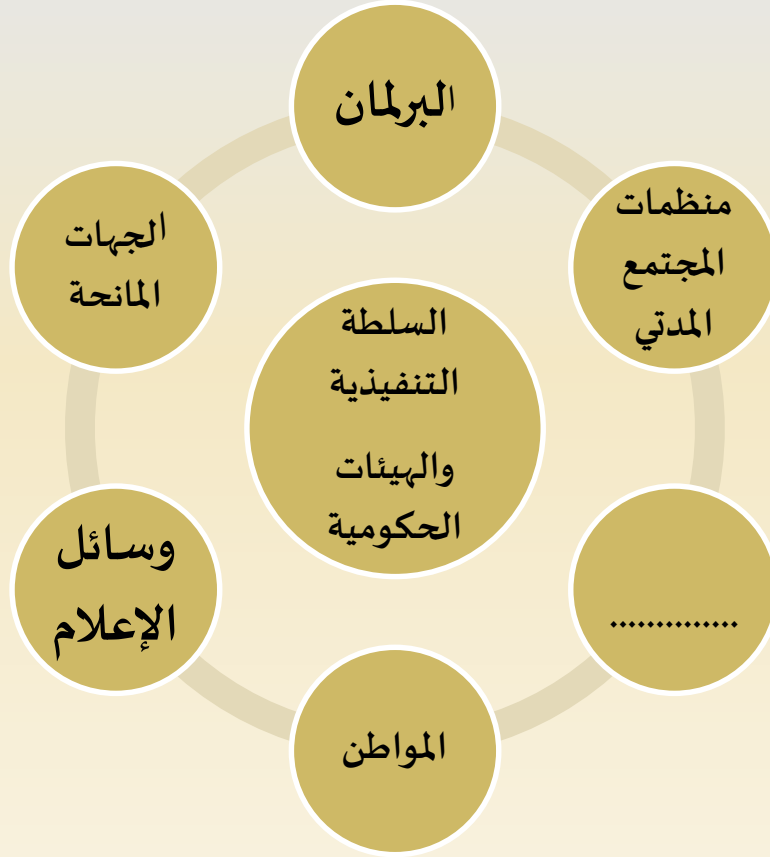 البرلمان
منظمات
المجتمع
المدتي
..............
المواطن
وسائل
الإعلام
الجهات
المانحة
السلطة
التنفيذية
والهيئات
الحكومية